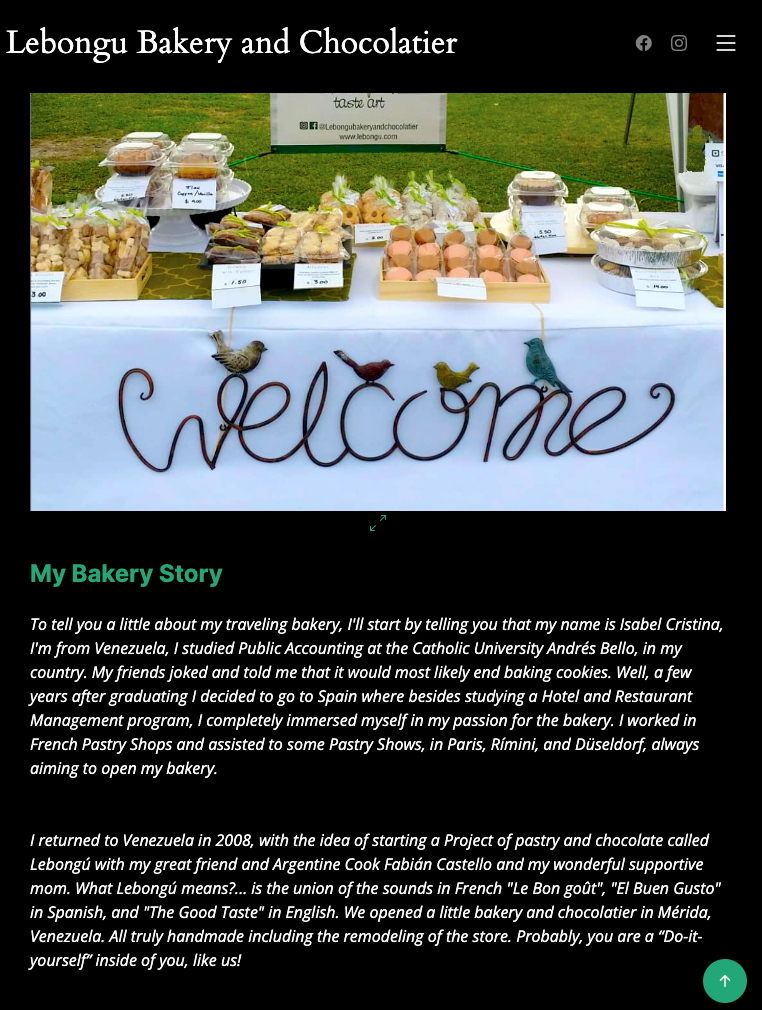 Lebongu Bakery and Chocolatier
taste art
@Lebongubakeryandchocolatier
www.lebongu.com
$ 4.00
3.00
1.50
3.00
5.50
welcome
My Bakery Story
To tell you a little about my traveling bakery, I'll start by telling you that my name is Isabel Cristina,
I'm from Venezuela, I studied Public Accounting at the Catholic University Andrés Bello, in my
country. My friends joked and told me that it would most likely end baking cookies. Well, a few
years after graduating I decided to go to Spain where besides studying a Hotel and Restaurant
Management program, I completely immersed myself in my passion for the bakery. I worked in
French Pastry Shops and assisted to some Pastry Shows, in Paris, Rímini, and Düseldorf, always
aiming to open my bakery.
I returned to Venezuela in 2008, with the idea of starting a Project of pastry and chocolate called
Lebongú with my great friend and Argentine Cook Fabián Castello and my wonderful supportive
mom. What Lebongú means?... is the union of the sounds in French "Le Bon goût", "El Buen Gusto"
in Spanish, and "The Good Taste" in English. We opened a little bakery and chocolatier in Mérida,
Venezuela. All truly handmade including the remodeling of the store. Probably, you are a “Do-it-
yourself” inside of you, like us!